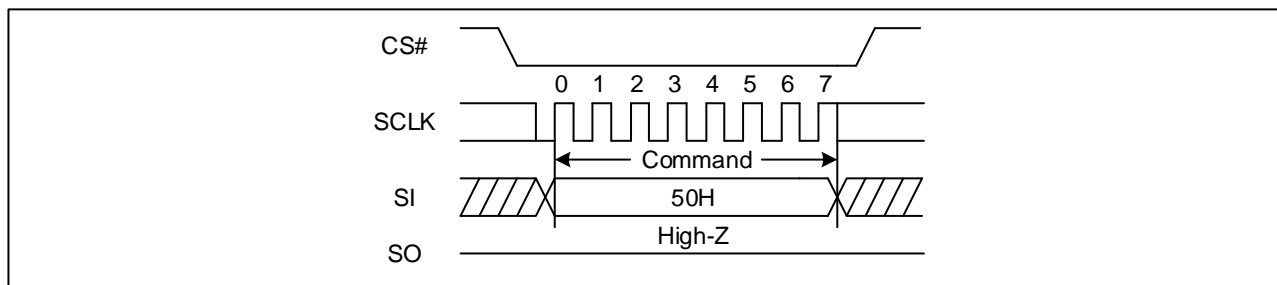 CS#
0 1 2 3 4 5 6 7
SCLK
Command
SI
50H
High-Z
SO